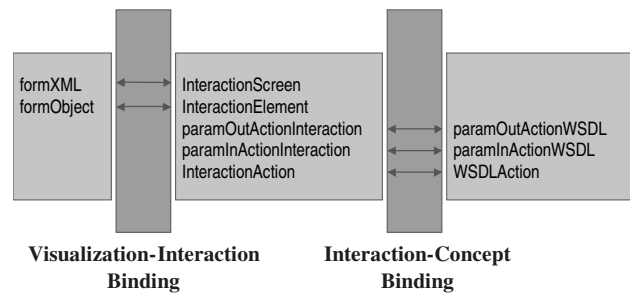 formXML
formObject
InteractionScreen
InteractionElement
paramOutActionInteraction
paramInActionInteraction
InteractionAction
paramOutActionWSDL
paramInActionWSDL
WSDLAction
Visualization-Interaction
Binding
Interaction-Concept
Binding